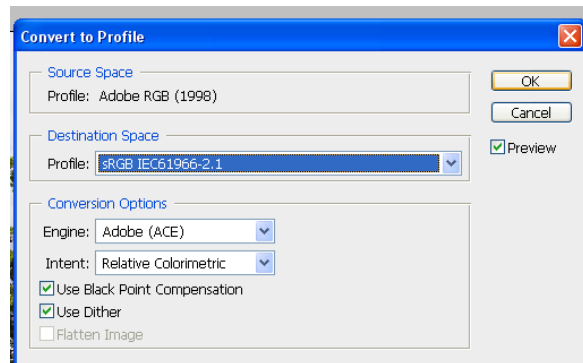 Convert to Profile
Source Space
Profile: Adobe RGB (1998)
OK
Cancel
Preview
Destination Space
Profile: sRGB IEC61966-2.1
Conversion Options
Engine: Adobe (ACE)
Intent: Relative Colorimetric
Use Black Point Compensation
Use Dither
Flatten Image